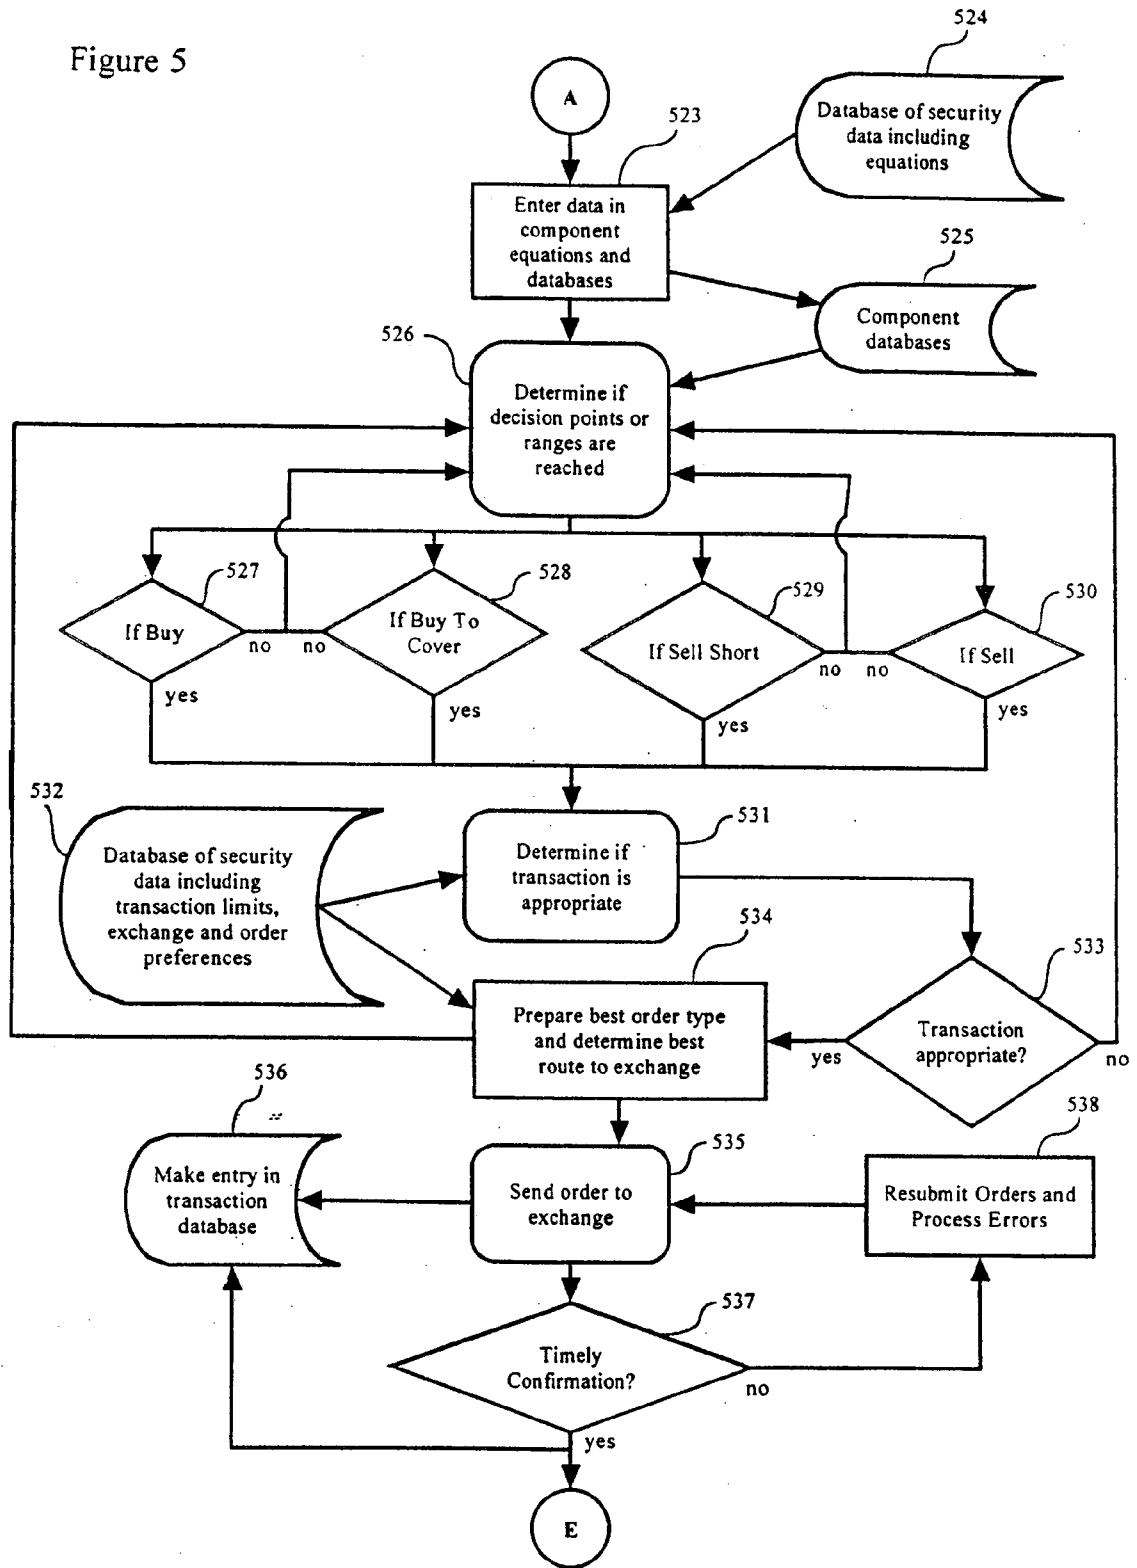 Figure 5
524
A
523
Database of security
data including
equations
Enter data in
component
equations and
databases
525
Component
databases
526
Determine if
decision points or
ranges are
reached
527
528
529
530
If Buy
no
no
If Buy To
Cover
If Sell Short
no
no
If Sell
yes
yes
yes
yes
532
531
Database of security
data including
transaction limits,
exchange and order
preferences
Determine if
transaction is
appropriate
534
533
Prepare best order type
and determine best
route to exchange
yes
Transaction
appropriate?
no
536
535
538
Make entry in
transaction
database
Send order to
exchange
Resubmit Orders and
Process Errors
537
Timely
Confirmation?
no
yes
E